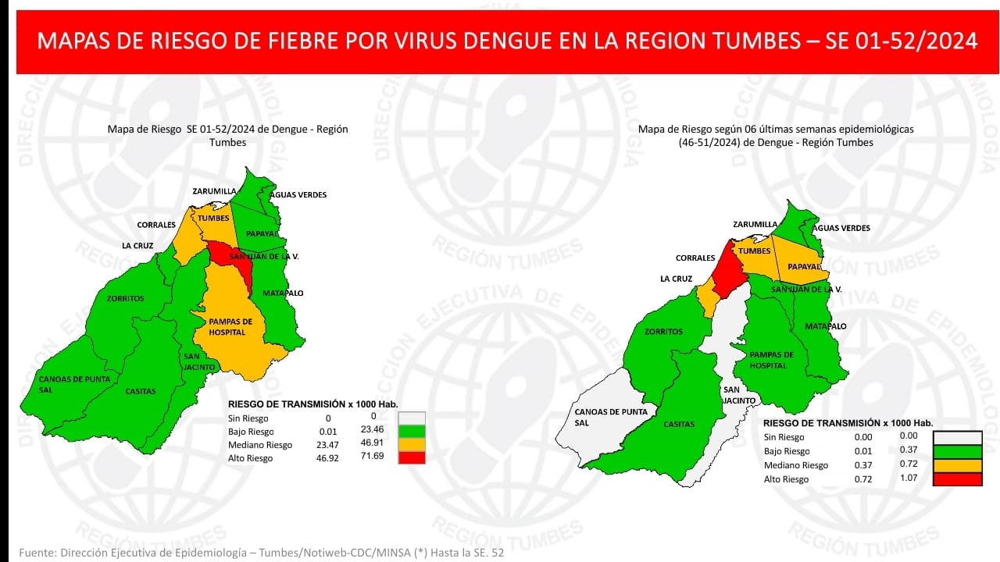 MAPAS DE RIESGO DE FIEBRE POR VIRUS DENGUE EN LA REGION TUMBES – SE 01-52/2024
Mapa de Riesgo SE 01-52/2024 de Dengue - Región
Tumbes
ZARUMILLA
AGUAS VERDES
TUMBES
CORRALES
PAPAYAL
LA CRUZ
SAN JUAN DE LA V.
ZORRITOS
MATAPALO
PAMPAS DE
HOSPITAL
SAN
JACINTO
CANOAS DE PUNTA
SAL
CASITAS
RIESGO DE TRANSMISIÓN x 1000 Hab.
Sin Riesgo 0 0
Bajo Riesgo 0.01 23.46
Mediano Riesgo 23.47 46.91
Alto Riesgo 46.92 71.69
Mapa de Riesgo según 06 últimas semanas epidemiológicas
(46-51/2024) de Dengue - Región Tumbes
ZARUMILLA
AGUAS VERDES
TUMBES
CORRALES
PAPAYAL
LA CRUZ
SAN JUAN DE LA V.
MATAPALO
ZORRITOS
PAMPAS DE
HOSPITAL
SAN
JACINTO
CANOAS DE PUNTA
SAL
CASITAS
RIESGO DE TRANSMISIÓN x 1000 Hab.
Sin Riesgo 0.00 0.00
Bajo Riesgo 0.01 0.37
Mediano Riesgo 0.37 0.72
Alto Riesgo 0.72 1.07
Fuente: Dirección Ejecutiva de Epidemiología – Tumbes/Notiweb-CDC/MINSA (*) Hasta la SE. 52
DIRECCIÓN EJECUTIVA DE EPIDEMIOLOGÍA
REGIÓN TUMBES